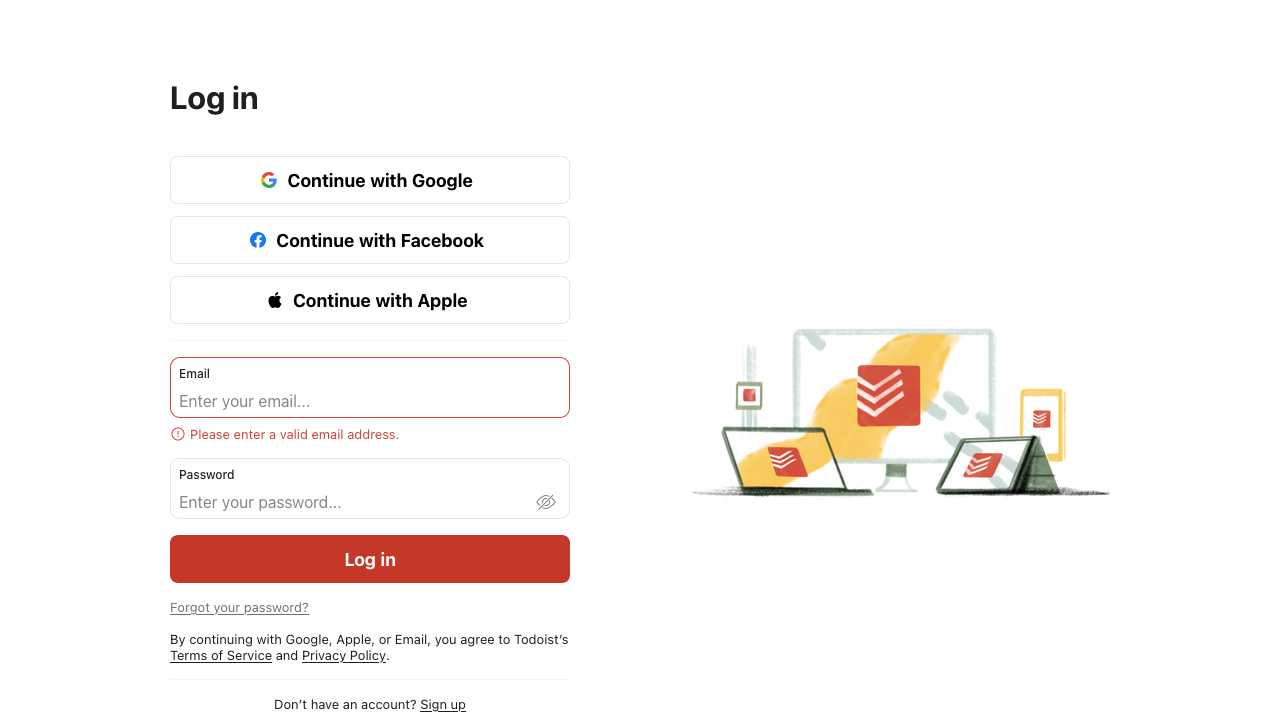 Log in
Continue with Google
Continue with Facebook
Continue with Apple
Email
Enter your email...
Please enter a valid email address.
Password
Enter your password...
Log in
Forgot your password?
By continuing with Google, Apple, or Email, you agree to Todoist’s
Terms of Service and Privacy Policy.
Don’t have an account? Sign up